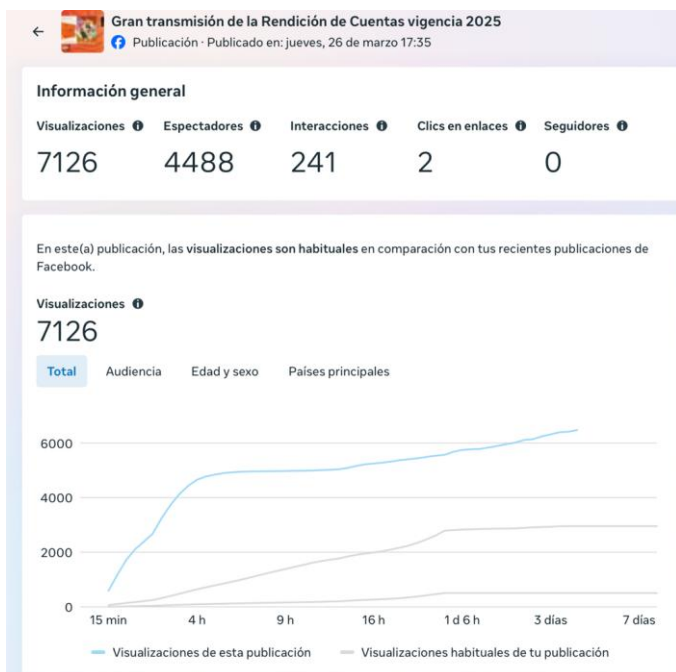 Gran transmisión de la Rendición de Cuentas vigencia 2025
Publicación · Publicado en: jueves, 26 de marzo 17:35
Información general
Visualizaciones Espectadores Interacciones Clics en enlaces Seguidores
7126 4488 241 2 0
En este(a) publicación, las visualizaciones son habituales en comparación con tus recientes publicaciones de
Facebook.
Visualizaciones
7126
Total Audiencia Edad y sexo Países principales
6000
4000
2000
0
15 min 4 h 9 h 16 h 1 d 6 h 3 días 7 días
Visualizaciones de esta publicación Visualizaciones habituales de tu publicación